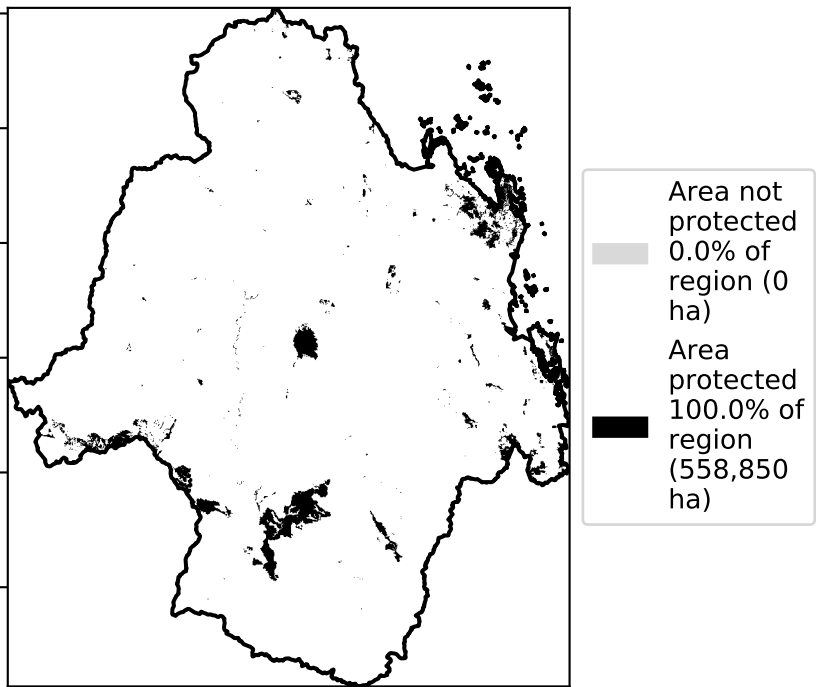 Area not
protected
0.0% of
region (0
ha)
Area
protected
100.0% of
region
(558,850
ha)